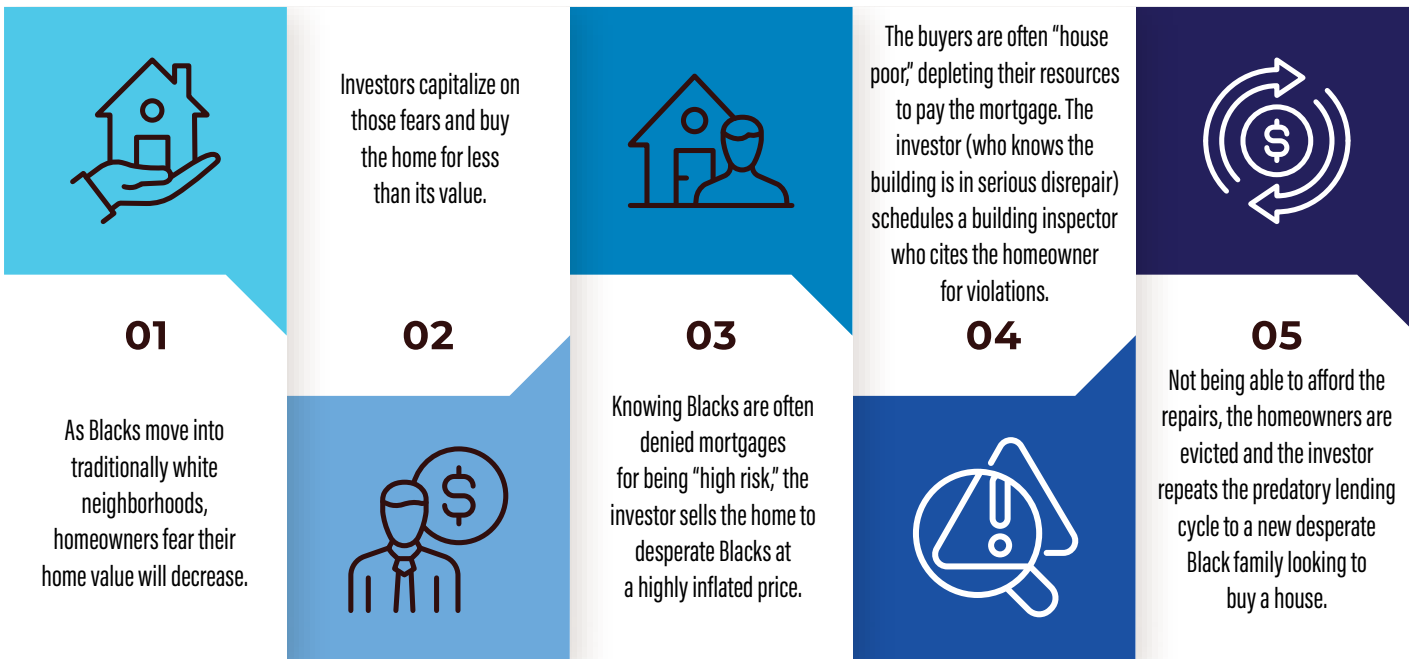 01
As Blacks move into
traditionally white
neighborhoods,
homeowners fear their
home value will decrease.
Investors capitalize on
those fears and buy
the home for less
than its value.
02
$
03
Knowing Blacks are often
denied mortgages
for being “high risk,” the
investor sells the home to
desperate Blacks at
a highly inflated price.
The buyers are often “house
poor,” depleting their resources
to pay the mortgage. The
investor (who knows the
building is in serious disrepair)
schedules a building inspector
who cites the homeowner
for violations.
04
$
05
Not being able to afford the
repairs, the homeowners are
evicted and the investor
repeats the predatory lending
cycle to a new desperate
Black family looking to
buy a house.